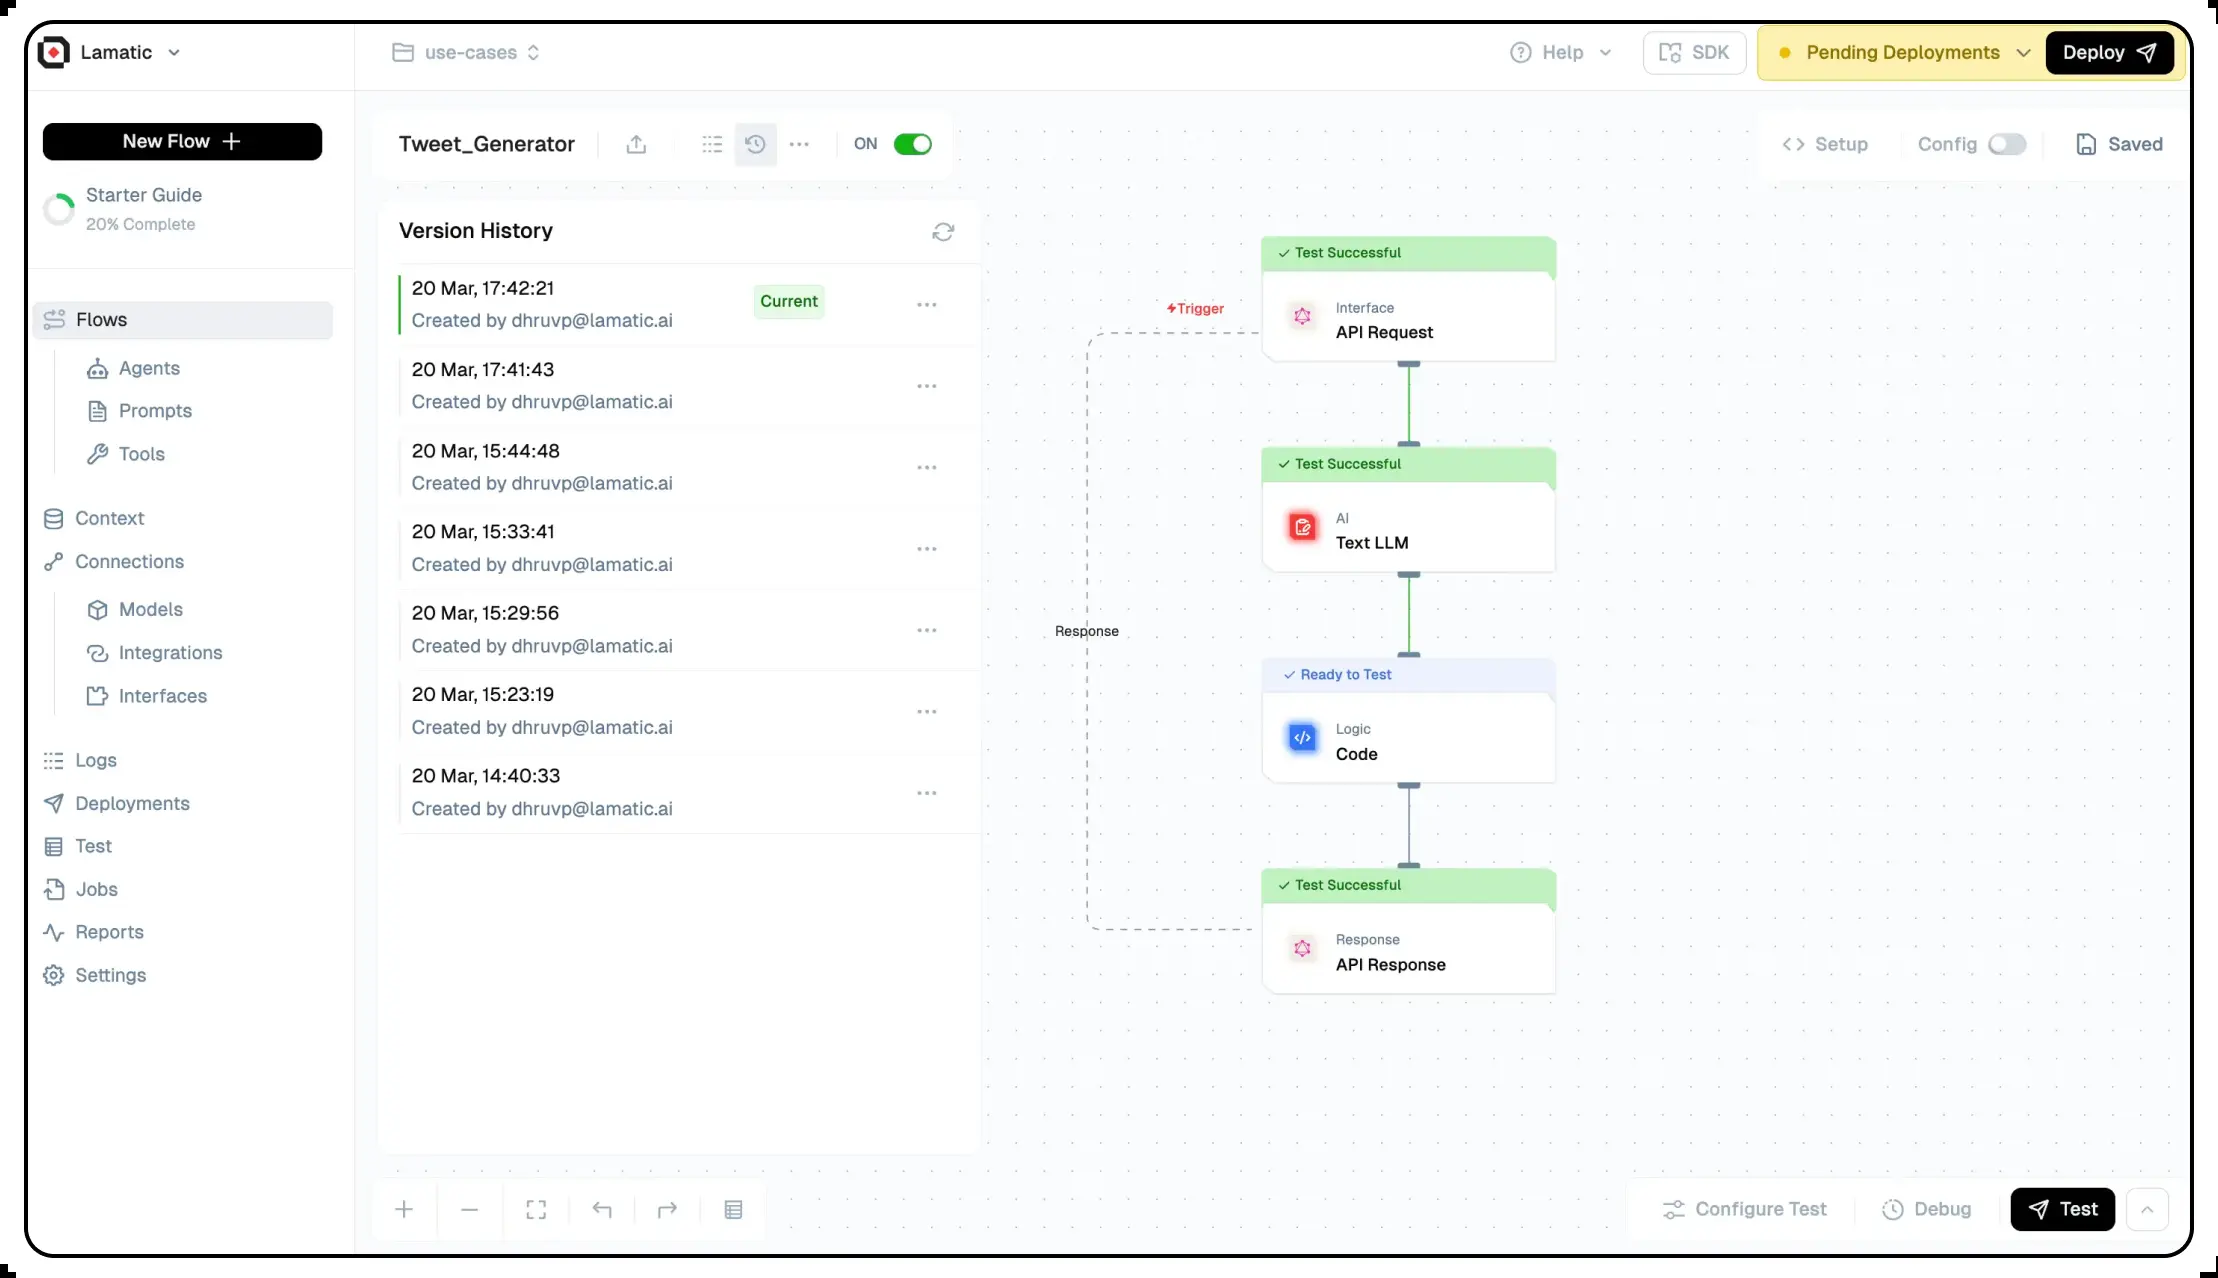 Lamatic
use-cases
Help
SDK
Pending Deployments
Deploy
New Flow
Starter Guide
20% Complete
Flows
Agents
Prompts
Tools
Context
Connections
Models
Integrations
Interfaces
Logs
Deployments
Test
Jobs
Reports
Settings
Tweet_Generator
ON
Setup
Config
Saved
Version History
20 Mar, 17:42:21
Created by dhruvp@lamatic.ai
Current
20 Mar, 17:41:43
Created by dhruvp@lamatic.ai
20 Mar, 15:44:48
Created by dhruvp@lamatic.ai
20 Mar, 15:33:41
Created by dhruvp@lamatic.ai
20 Mar, 15:29:56
Created by dhruvp@lamatic.ai
20 Mar, 15:23:19
Created by dhruvp@lamatic.ai
20 Mar, 14:40:33
Created by dhruvp@lamatic.ai
Trigger
Response
Test Successful
Interface
API Request
Test Successful
AI
Text LLM
Ready to Test
Logic
Code
Test Successful
Response
API Response
Configure Test
Debug
Test